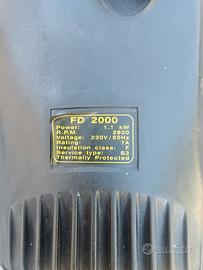 FD 2000
Power: 1.1 kW
R.P.M. 2800
Voltage: 230V/50Hz
Rating: 7A
Insulation class: F
Service type: S3
Thermally Protected
subito